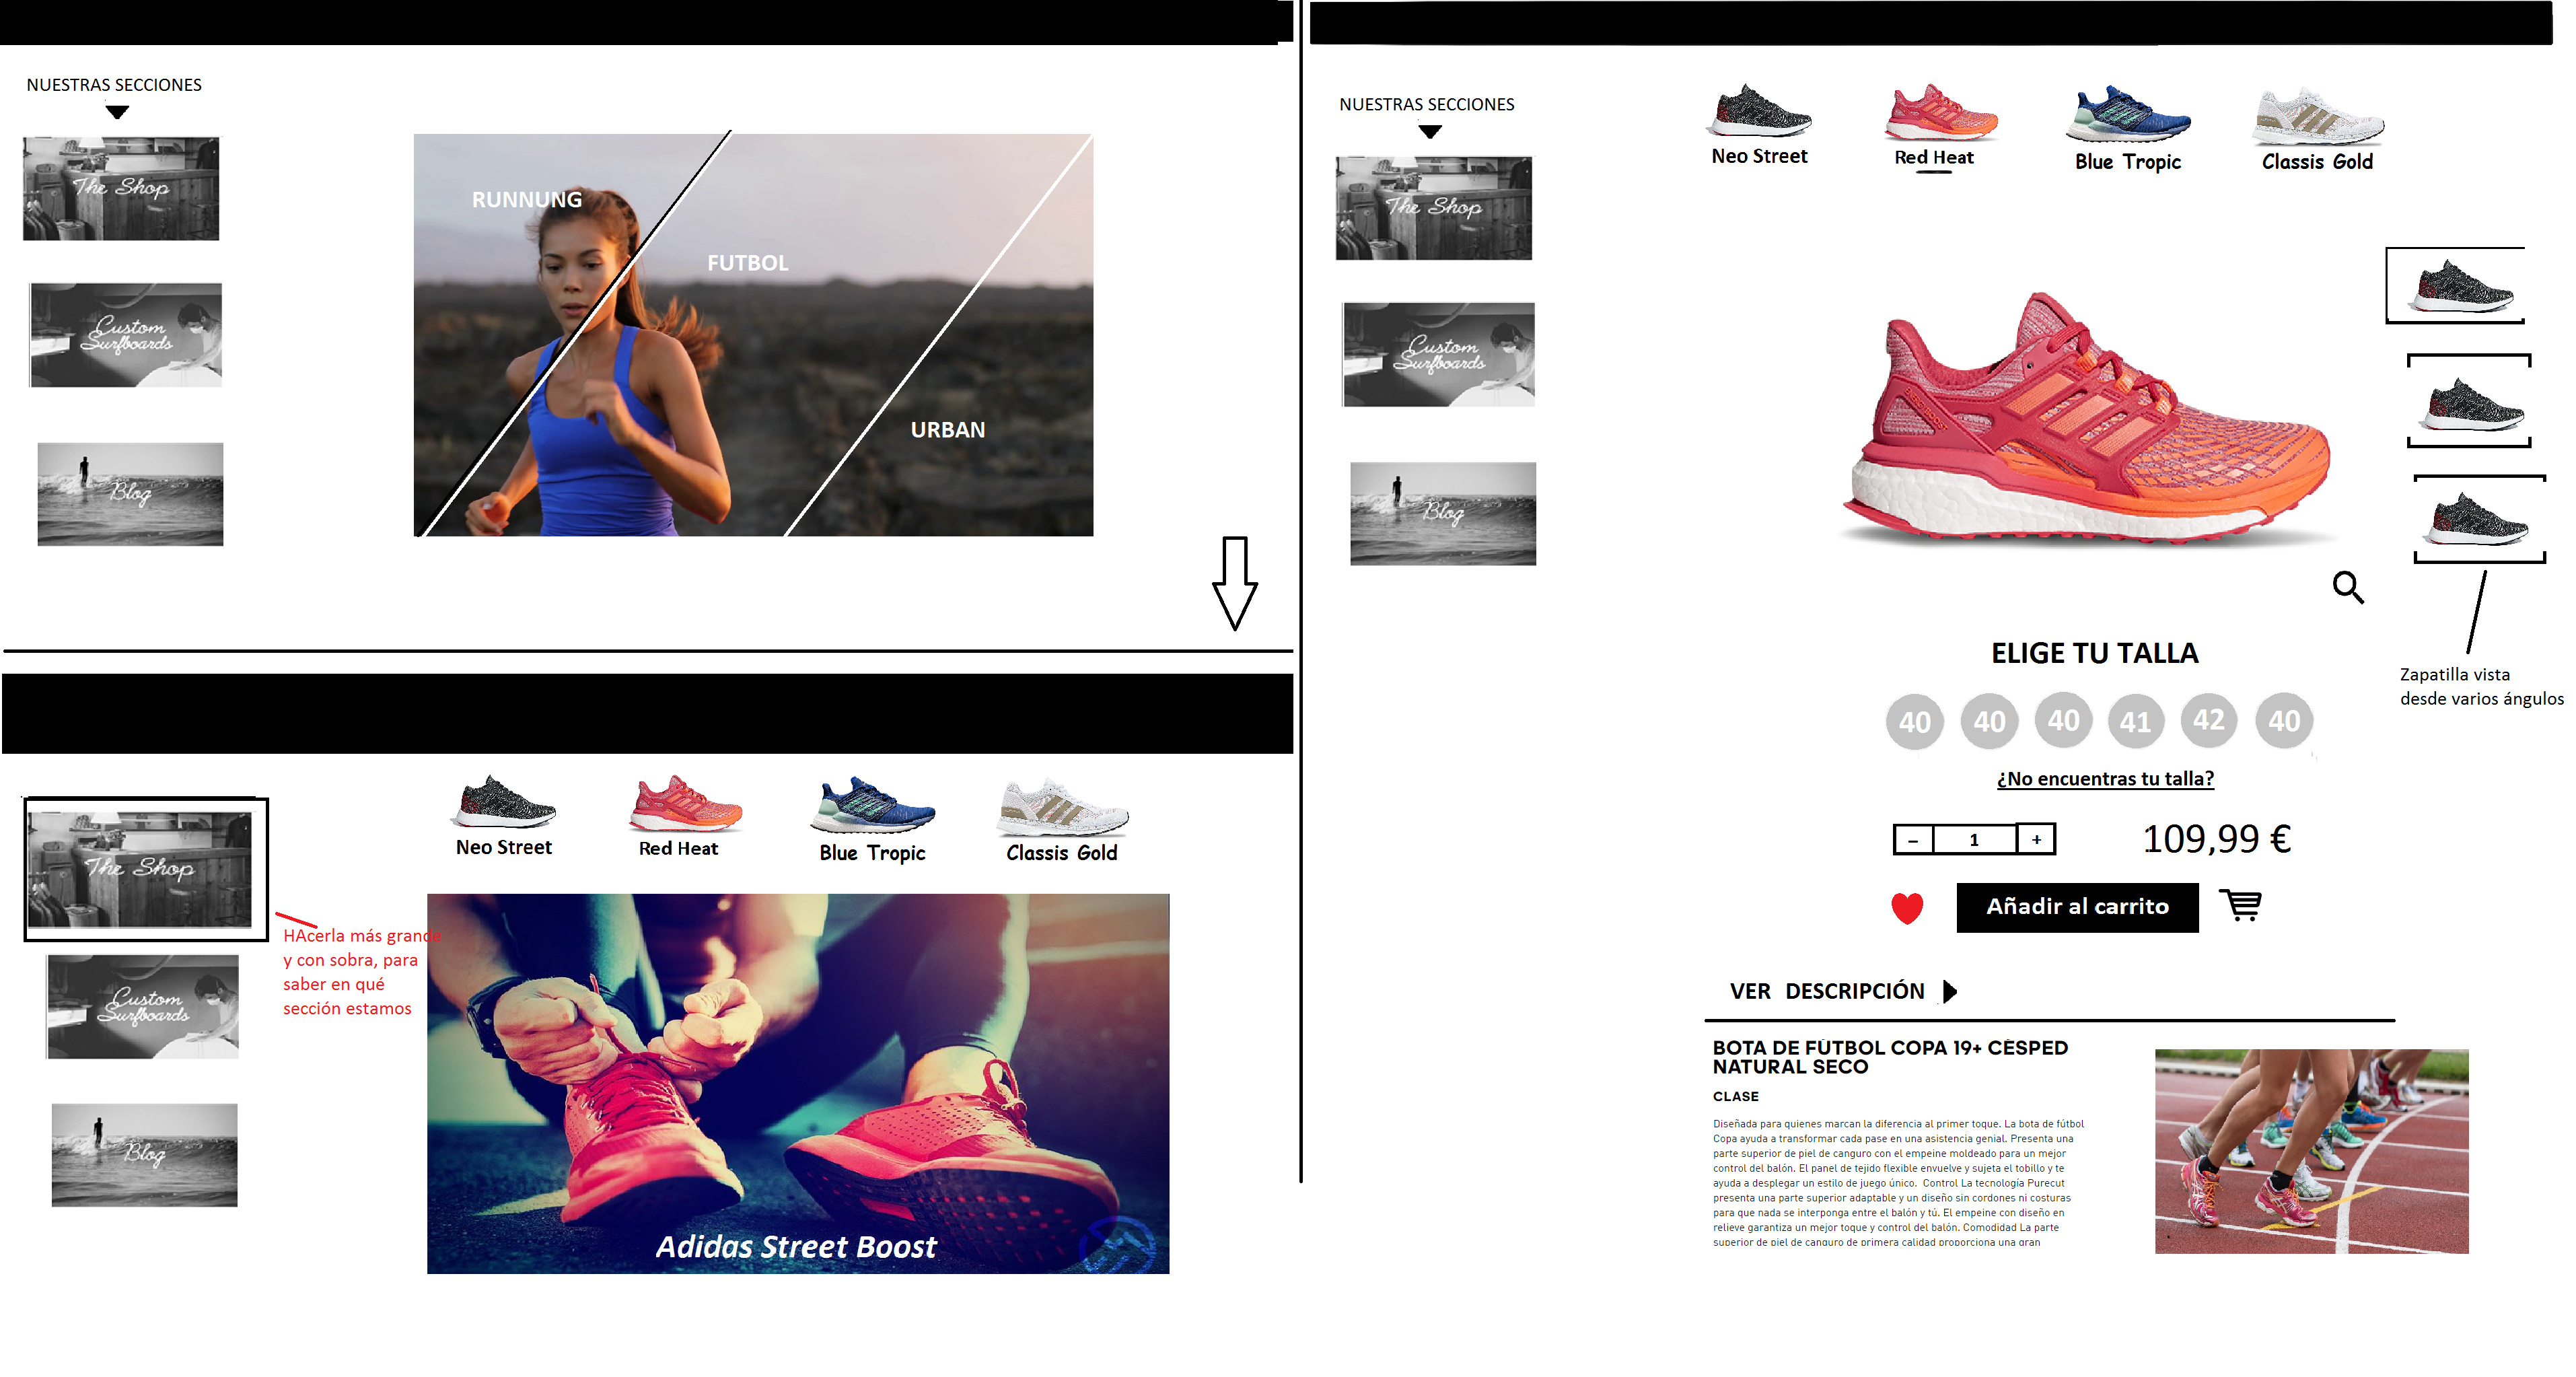 NUESTRAS SECCIONES
The Shop
Custom
Surfboards
Blog
RUNNUNG
FUTBOL
URBAN
The Shop
Custom
Surfboards
Blog
HAcerla más grande
y con sobra, para
saber en qué
sección estamos
Neo Street
Red Heat
Blue Tropic
Classis Gold
Adidas Street Boost
NUESTRAS SECCIONES
The Shop
Custom
Surfboards
Blog
Neo Street
Red Heat
Blue Tropic
Classis Gold
Zapatilla vista
desde varios ángulos
ELIGE TU TALLA
40 40 40 41 42 40
¿No encuentras tu talla?
– 1 + 109,99 €
Añadir al carrito
VER DESCRIPCIÓN
BOTA DE FÚTBOL COPA 19+ CÉSPED
NATURAL SECO
CLASE
Diseñada para quienes marcan la diferencia al primer toque. La bota de fútbol
Copa ayuda a transformar cada pase en una asistencia genial. Presenta una
parte superior de piel de canguro con el empeine moldeado para un mejor
control del balón. El panel de tejido flexible envuelve y sujeta el tobillo y te
ayuda a desplegar un estilo de juego único. Control La tecnología Purecut
presenta una parte superior adaptable y un diseño sin cordones ni costuras
para que nada se interponga entre el balón y tú. El empeine con diseño en
relieve garantiza un mejor toque y control del balón. Comodidad La parte
superior de piel de canguro de primera calidad proporciona una gran